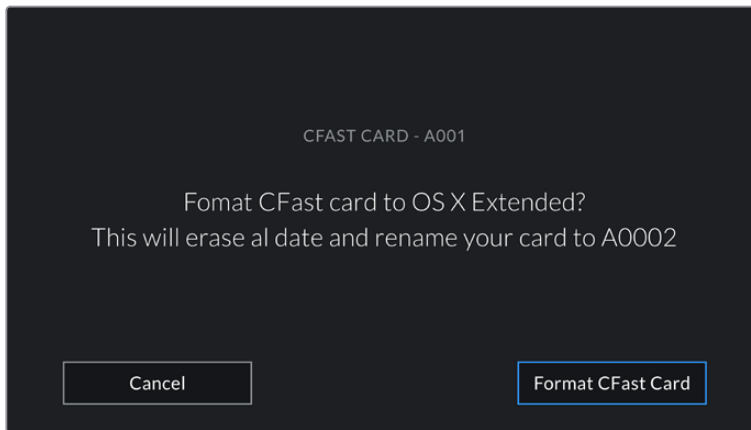 CFAST CARD - A001
Fomat CFast card to OS X Extended?
This will erase al date and rename your card to A0002
Cancel
Format CFast Card